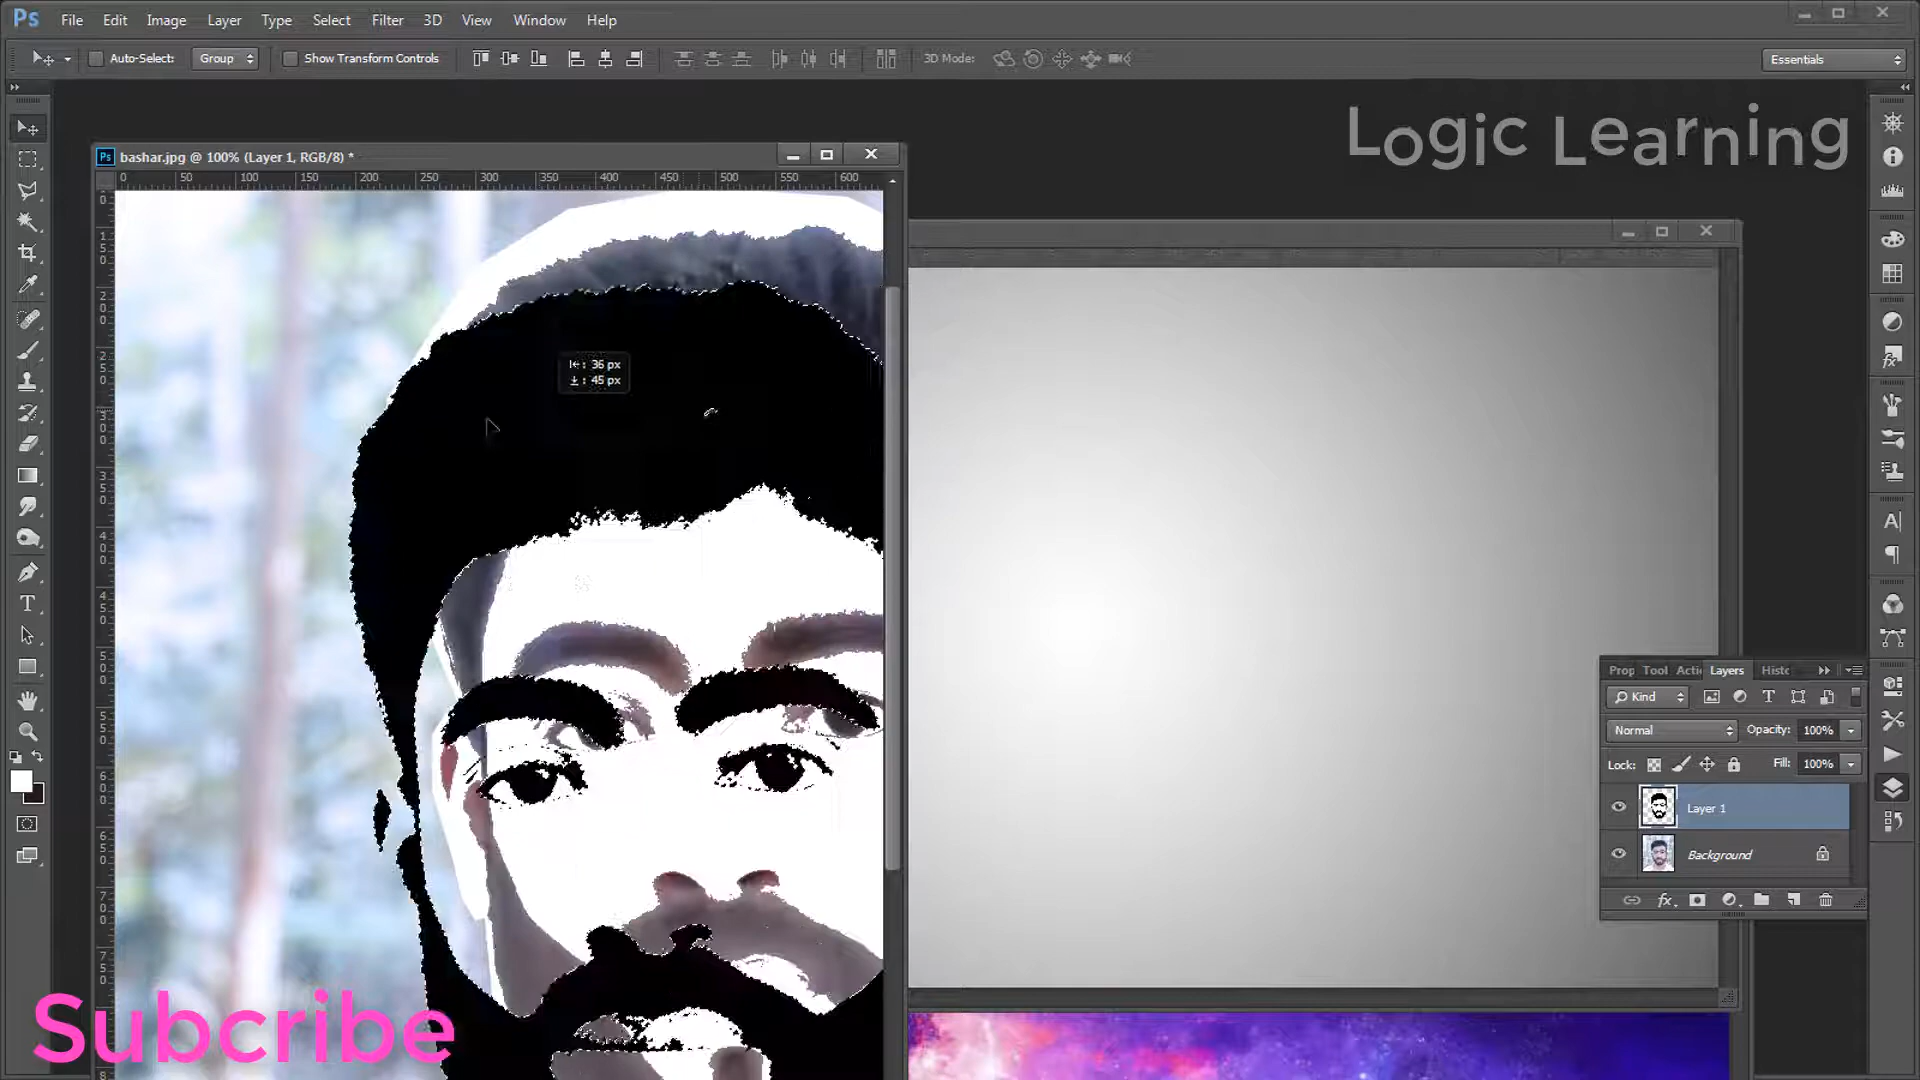 Ps File Edit Image Layer Type Select Filter 3D View Window Help
Auto-Select: Group Show Transform Controls 3D Mode: Essentials
Logic Learning
Ps bashar.jpg @ 100% (Layer 1, RGB/8) *
0 50 100 150 200 250 300 350 400 450 500 550 600
: 36 px
: 45 px
Prop Tool Acti Layers Histo
Kind
Normal Opacity: 100%
Lock: Fill: 100%
Layer 1
Background
Subcribe